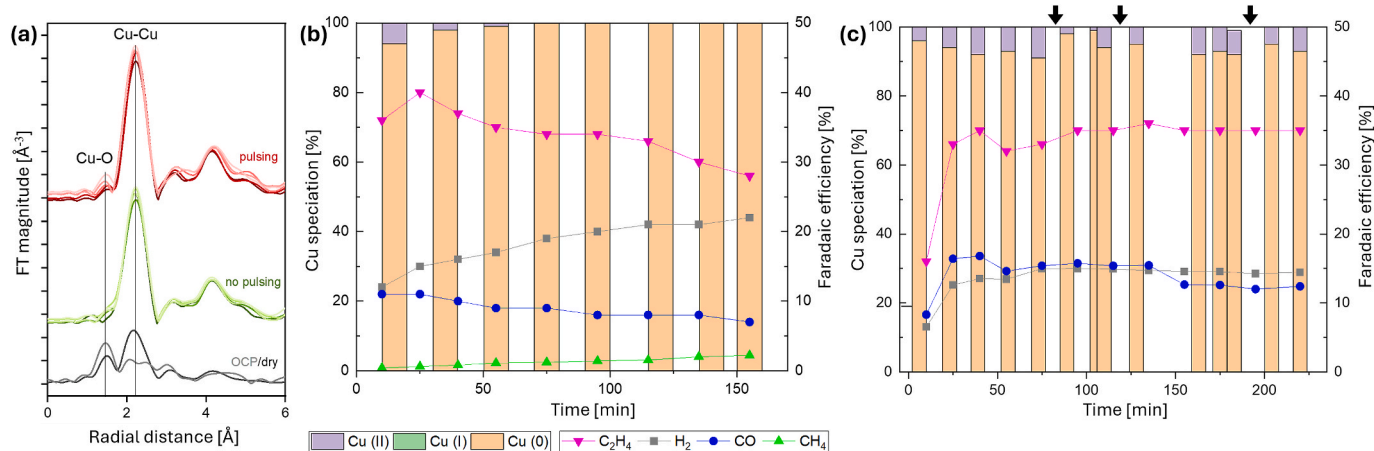 (a)
Cu-Cu
Cu-O
pulsing
no pulsing
OCP/dry
FT magnitude [Å⁻³]
0 2 4 6
Radial distance [Å]
(b)
100
80
60
40
20
0
Cu speciation [%]
50
40
30
20
10
0
Faradaic efficiency [%]
0 50 100 150
Time [min]
(c)
100
80
60
40
20
0
Cu speciation [%]
50
40
30
20
10
0
Faradaic efficiency [%]
0 50 100 150 200
Time [min]
Cu (II) Cu (I) Cu (0) C₂H₄ H₂ CO CH₄